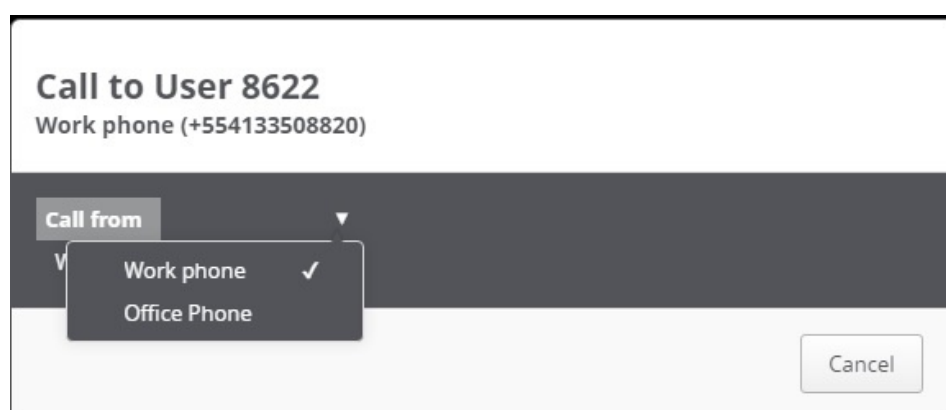 Call to User 8622
Work phone (+554133508820)
Call from
Work phone
Office Phone
Cancel